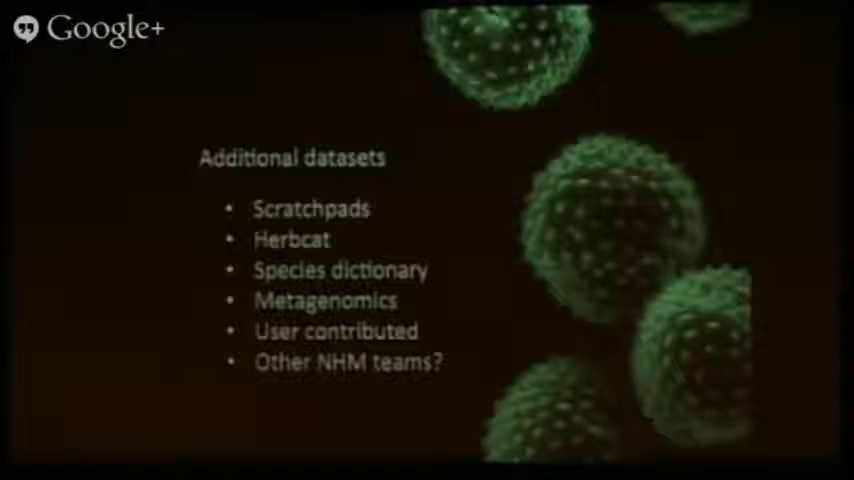 Google+
Additional datasets
• Scratchpads
• Herbcat
• Species dictionary
• Metagenomics
• User contributed
• Other NHM teams?